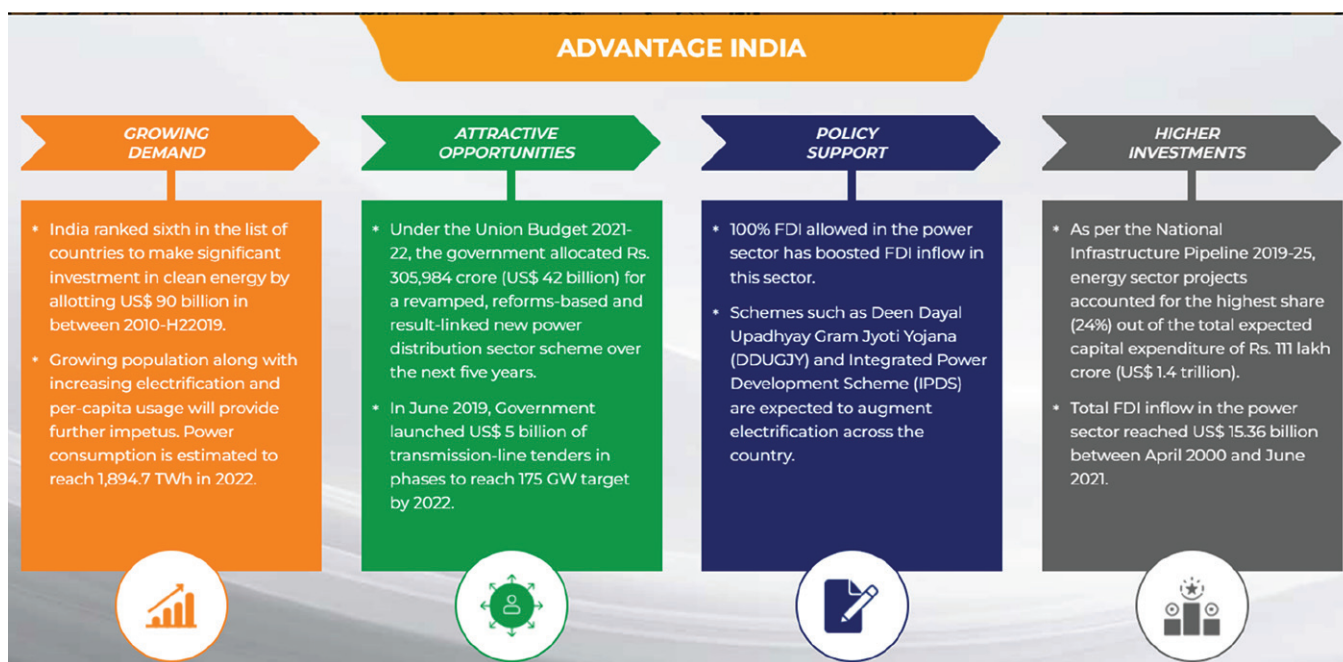 ADVANTAGE INDIA
GROWING
DEMAND
* India ranked sixth in the list of
countries to make significant
investment in clean energy by
allotting US$ 90 billion in
between 2010-H22019.
* Growing population along with
increasing electrification and
per-capita usage will provide
further impetus. Power
consumption is estimated to
reach 1,894.7 TWh in 2022.
ATTRACTIVE
OPPORTUNITIES
* Under the Union Budget 2021-
22, the government allocated Rs.
305,984 crore (US$ 42 billion) for
a revamped, reforms-based and
result-linked new power
distribution sector scheme over
the next five years.
* In June 2019, Government
launched US$ 5 billion of
transmission-line tenders in
phases to reach 175 GW target
by 2022.
POLICY
SUPPORT
* 100% FDI allowed in the power
sector has boosted FDI inflow in
this sector.
* Schemes such as Deen Dayal
Upadhyay Gram Jyoti Yojana
(DDUGJY) and Integrated Power
Development Scheme (IPDS)
are expected to augment
electrification across the
country.
HIGHER
INVESTMENTS
* As per the National
Infrastructure Pipeline 2019-25,
energy sector projects
accounted for the highest share
(24%) out of the total expected
capital expenditure of Rs. 111 lakh
crore (US$ 1.4 trillion).
* Total FDI inflow in the power
sector reached US$ 15.36 billion
between April 2000 and June
2021.